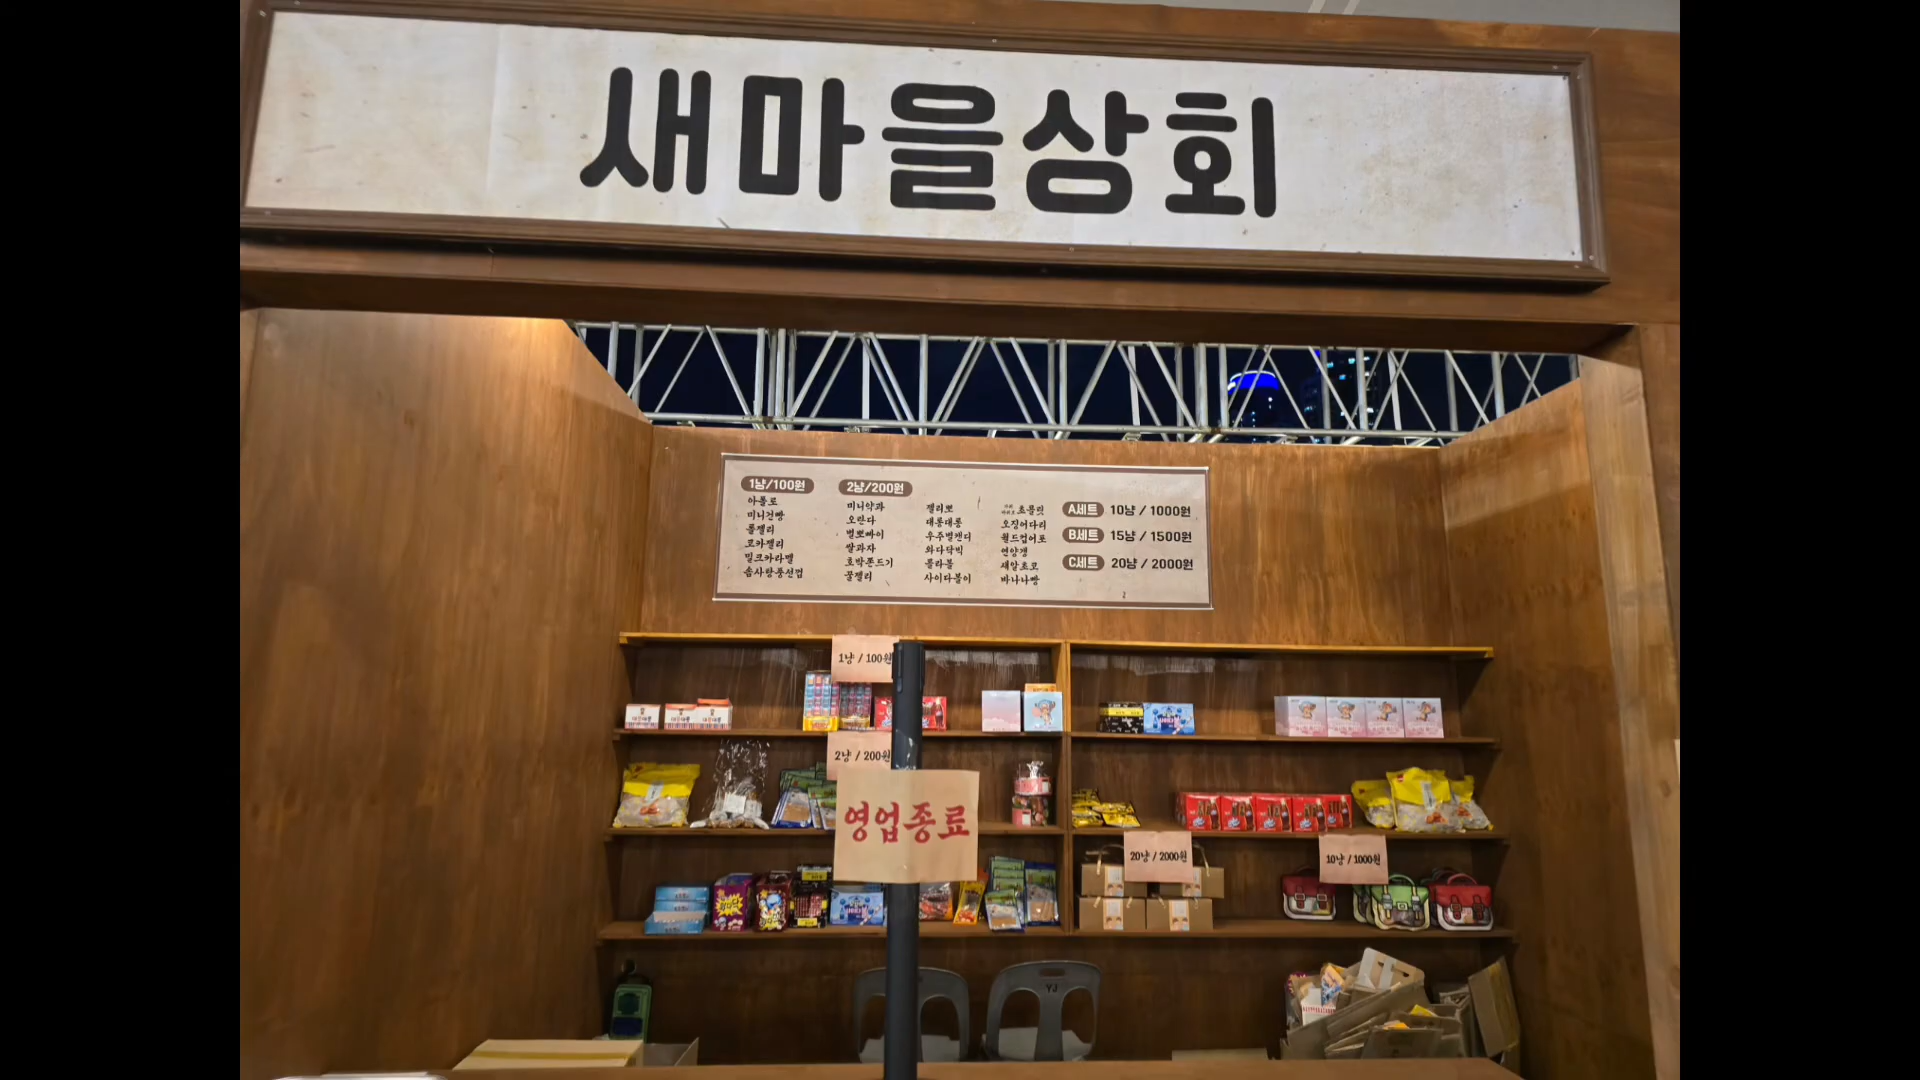 새마을상회
1냥/100원
아폴로
미니건빵
롤젤리
로카젤리
밀크카라멜
솜사탕풍선껌
2냥/200원
미니약과
오란다
별뽀빠이
쌀과자
호박쫀드기
꿀젤리
젤리뽀
대롱대롱
우주별캔디
와다닥빅
콜라볼
사이다볼이
초블릿
오징어다리
월드컵어포
연양갱
새알초코
바나나빵
A세트 10냥 / 1000원
B세트 15냥 / 1500원
C세트 20냥 / 2000원
1냥 / 100원
2냥 / 200원
영업종료
20냥 / 2000원
10냥 / 1000원
YJ